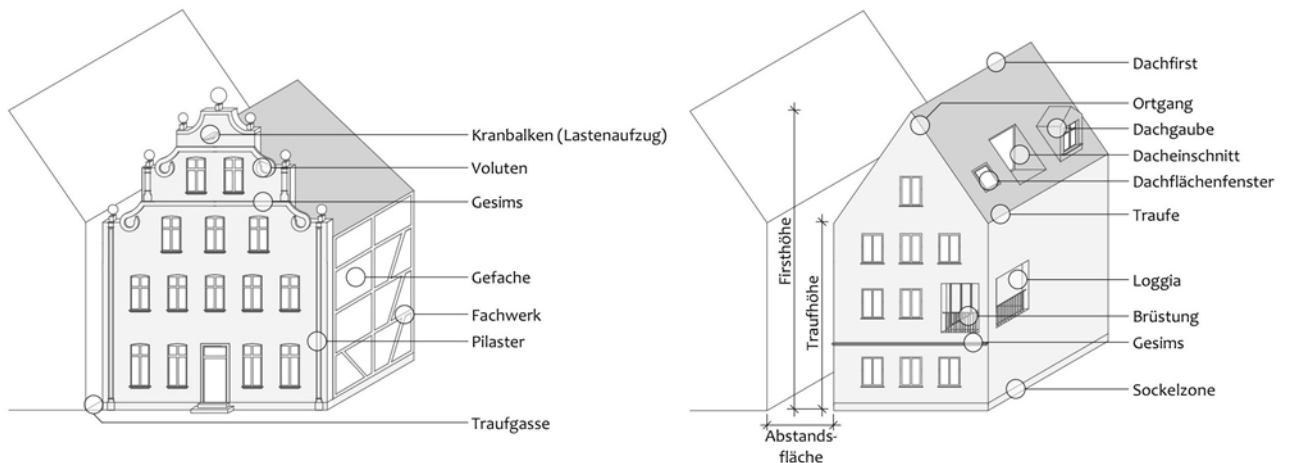 Kranbalken (Lastenaufzug)
Voluten
Gesims
Gefache
Fachwerk
Pilaster
Traufgasse
Firsthöhe
Traufhöhe
Abstands-
fläche
Dachfirst
Ortgang
Dachgaube
Dacheinschnitt
Dachflächenfenster
Traufe
Loggia
Brüstung
Gesims
Sockelzone